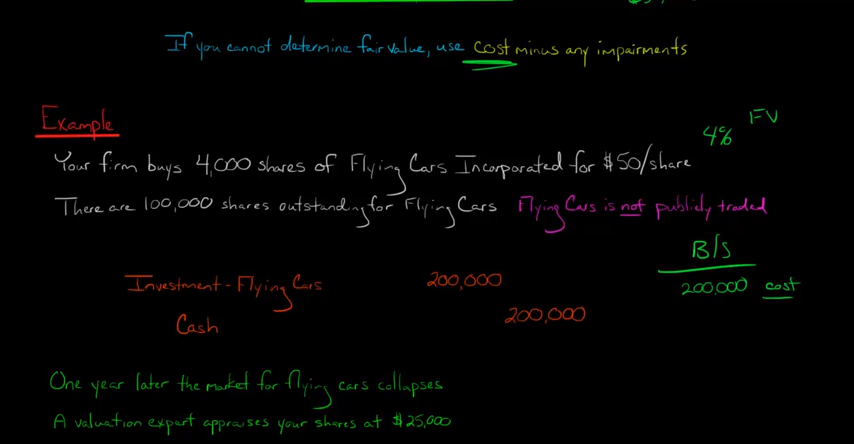 If you cannot determine fair value, use cost minus any impairments
Example
4% FV
Your firm buys 4,000 shares of Flying Cars Incorporated for $50/share
There are 100,000 shares outstanding for Flying Cars Flying Cars is not publicly traded
B/S
Investment - Flying Cars 200,000 200,000 cost
Cash 200,000
One year later the market for flying cars collapses
A valuation expert appraises your shares at $25,000